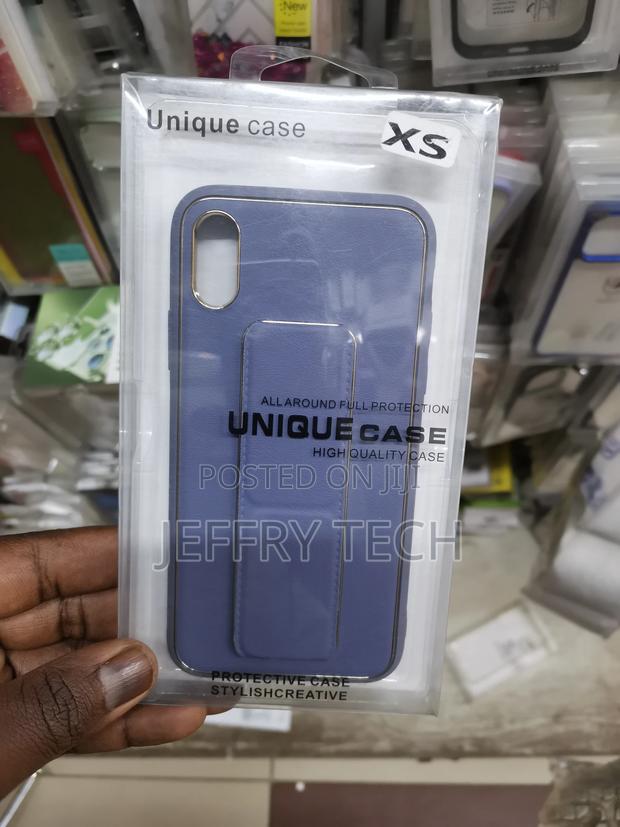 New
Unique case
XS
ALL AROUND FULL PROTECTION
UNIQUE CASE
HIGH QUALITY CASE
POSTED ON JIJI
JEFFRY TECH
PROTECTIVE CASE
STYLISHCREATIVE